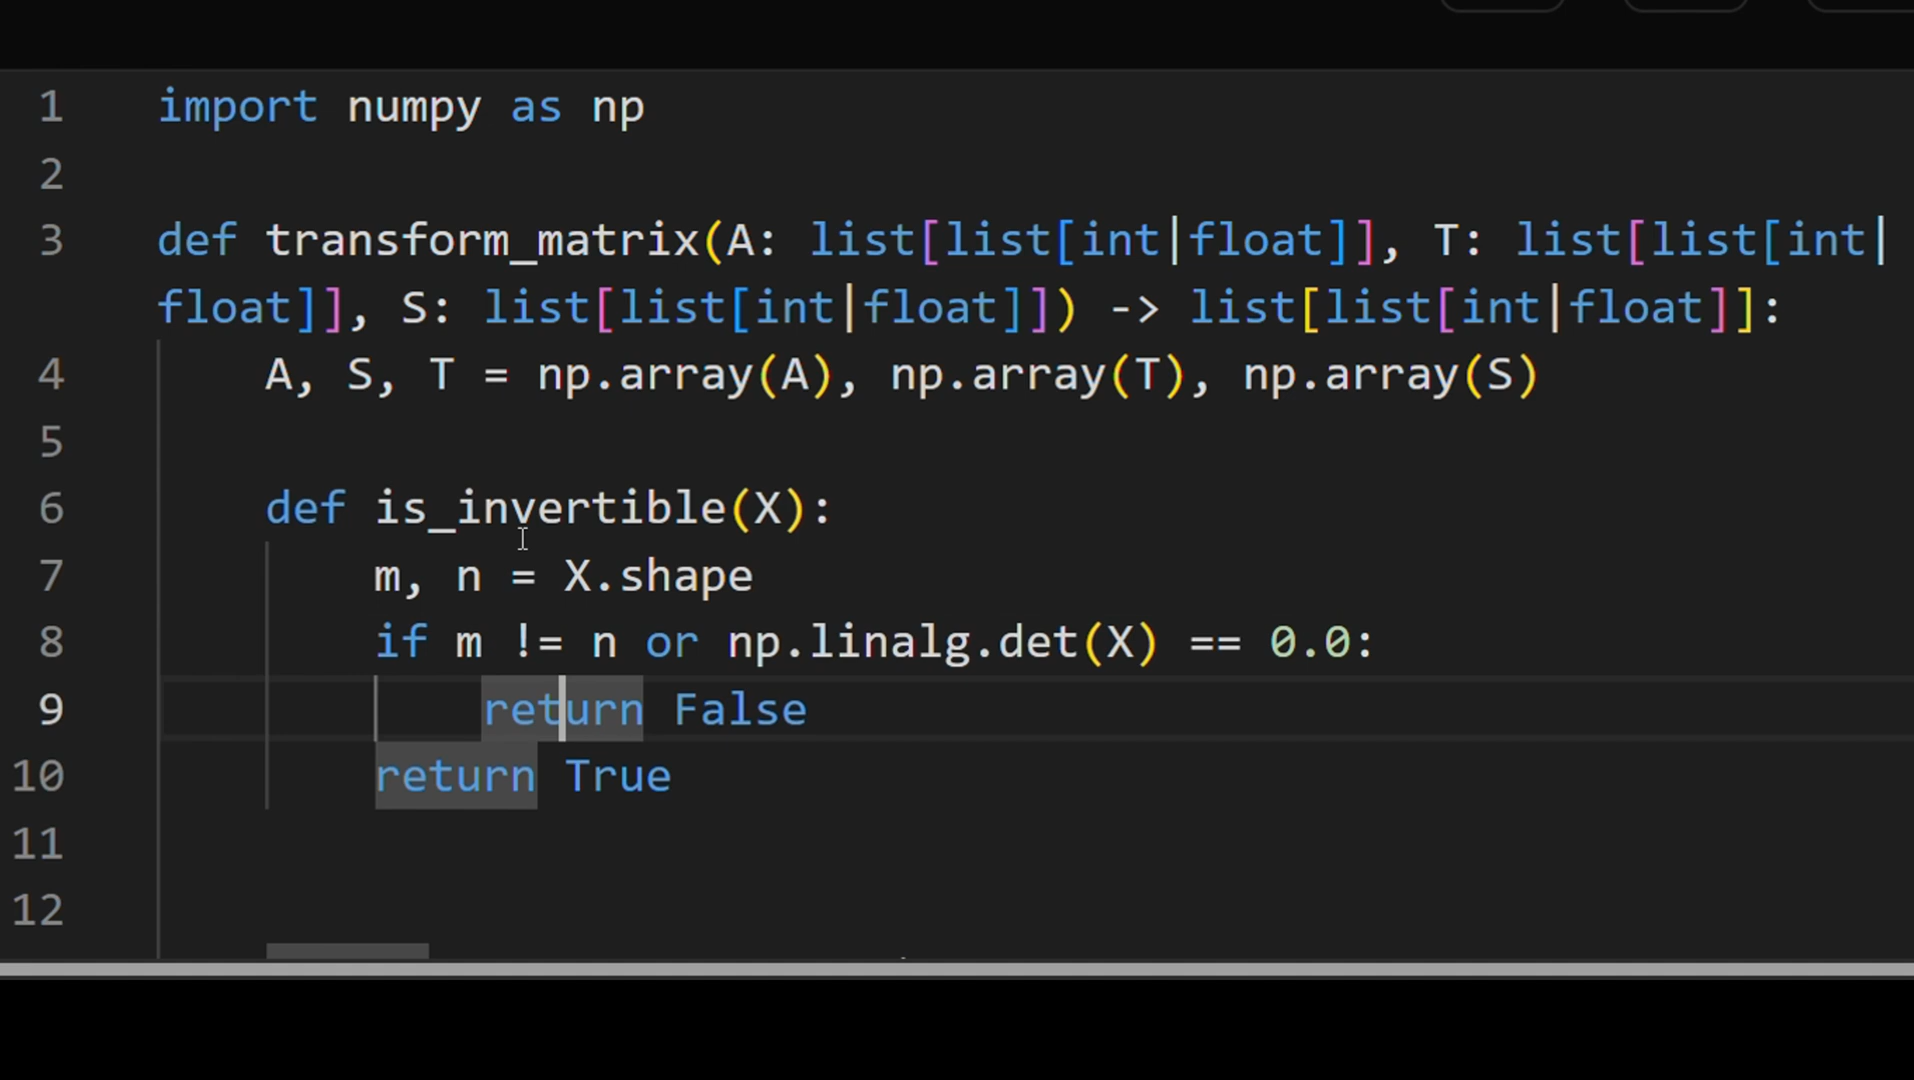 1 import numpy as np
2
3 def transform_matrix(A: list[list[int|float]], T: list[list[int|
float]], S: list[list[int|float]]) -> list[list[int|float]]:
4 A, S, T = np.array(A), np.array(T), np.array(S)
5
6 def is_invertible(X):
7 m, n = X.shape
8 if m != n or np.linalg.det(X) == 0.0:
9 return False
10 return True
11
12